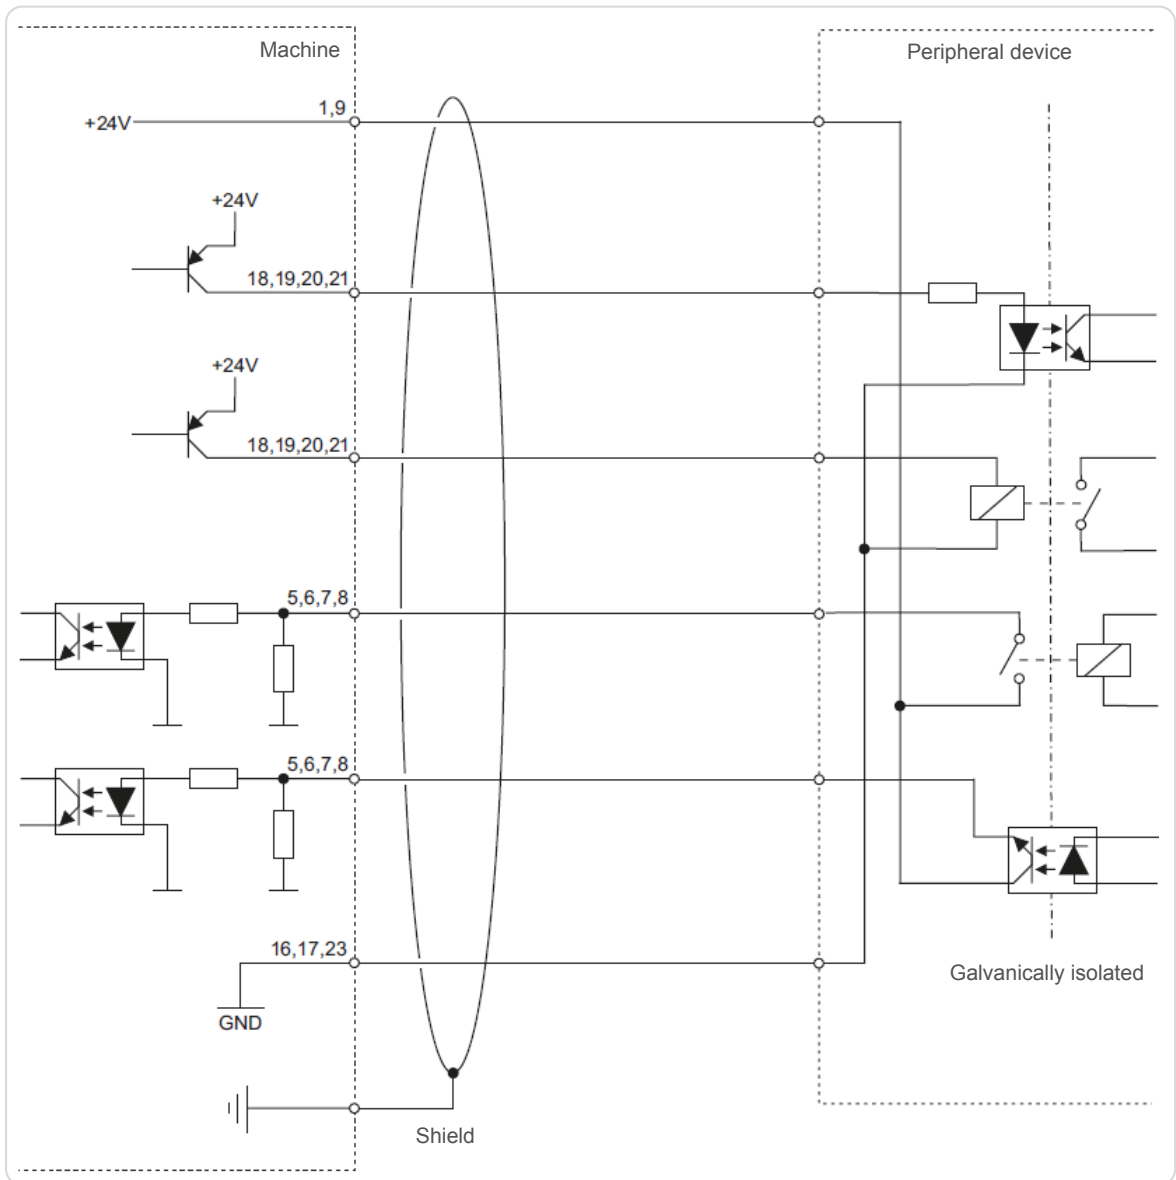 Machine
Peripheral device
1,9
+24V
+24V
18,19,20,21
+24V
18,19,20,21
5,6,7,8
5,6,7,8
16,17,23
Galvanically isolated
GND
Shield